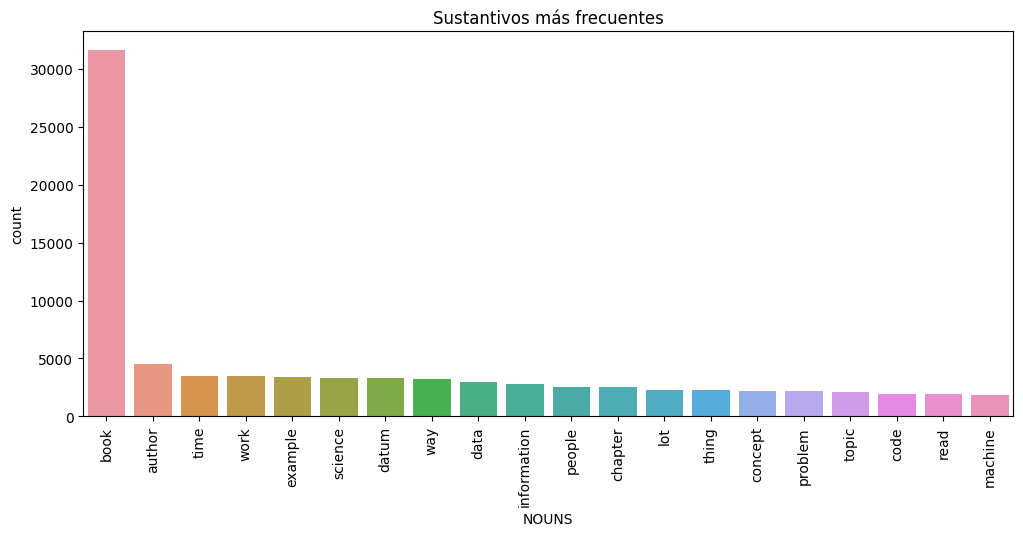 Sustantivos más frecuentes
count
30000
25000
20000
15000
10000
5000
0
book
author
time
work
example
science
datum
way
data
information
people
chapter
lot
thing
concept
problem
topic
code
read
machine
NOUNS